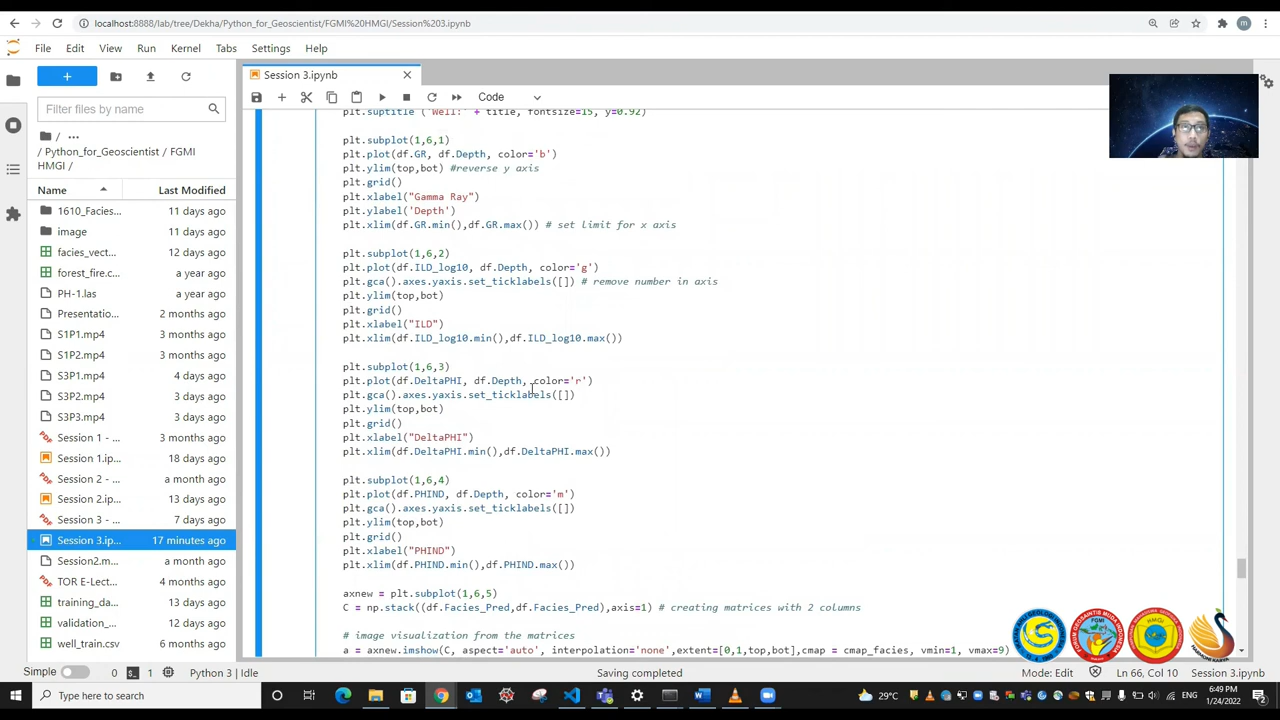 localhost:8888/lab/tree/Dekha/Python_for_Geoscientist/FGMI%20HMGI/Session%203.ipynb
m
File Edit View Run Kernel Tabs Settings Help
Session 3.ipynb
Code
Filter files by name
/ ···
/ Python_for_Geoscientist / FGMI
HMGI /
Name Last Modified
1610_Facies... 11 days ago
image 11 days ago
facies_vect... 12 days ago
forest_fire.c... a year ago
PH-1.las a year ago
Presentatio... 2 months ago
S1P1.mp4 3 months ago
S1P2.mp4 3 months ago
S3P1.mp4 4 days ago
S3P2.mp4 3 days ago
S3P3.mp4 3 days ago
Session 1 - ... 3 months ago
Session 1.ip... 18 days ago
Session 2 - ... a month ago
Session 2.ip... 13 days ago
Session 3 - ... 7 days ago
Session 3.ip... 17 minutes ago
Session2.m... a month ago
TOR E-Lect... 4 months ago
training_da... 13 days ago
validation_... 12 days ago
well_train.csv 3 months ago
plt.suptitle ("Well:" + title, fontsize=15, y=0.92)
plt.subplot(1,6,1)
plt.plot(df.GR, df.Depth, color='b')
plt.ylim(top,bot) #reverse y axis
plt.grid()
plt.xlabel("Gamma Ray")
plt.ylabel('Depth')
plt.xlim(df.GR.min(),df.GR.max()) # set limit for x axis
plt.subplot(1,6,2)
plt.plot(df.ILD_log10, df.Depth, color='g')
plt.gca().axes.yaxis.set_ticklabels([]) # remove number in axis
plt.ylim(top,bot)
plt.grid()
plt.xlabel("ILD")
plt.xlim(df.ILD_log10.min(),df.ILD_log10.max())
plt.subplot(1,6,3)
plt.plot(df.DeltaPHI, df.Depth, color='r')
plt.gca().axes.yaxis.set_ticklabels([])
plt.ylim(top,bot)
plt.grid()
plt.xlabel("DeltaPHI")
plt.xlim(df.DeltaPHI.min(),df.DeltaPHI.max())
plt.subplot(1,6,4)
plt.plot(df.PHIND, df.Depth, color='m')
plt.gca().axes.yaxis.set_ticklabels([])
plt.ylim(top,bot)
plt.grid()
plt.xlabel("PHIND")
plt.xlim(df.PHIND.min(),df.PHIND.max())
axnew = plt.subplot(1,6,5)
C = np.stack((df.Facies_Pred,df.Facies_Pred),axis=1) # creating matrices with 2 columns
# image visualization from the matrices
a = axnew.imshow(C, aspect='auto', interpolation='none',extent=[0,1,top,bot],cmap = cmap_facies, vmin=1, vmax=9)
FGMI
HMGI
Simple 0 1 Python 3 | Idle Saving completed Mode: Edit Ln 66, Col 10 Session 3.ipynb
Type here to search 29°C ENG 6:49 PM
1/24/2022